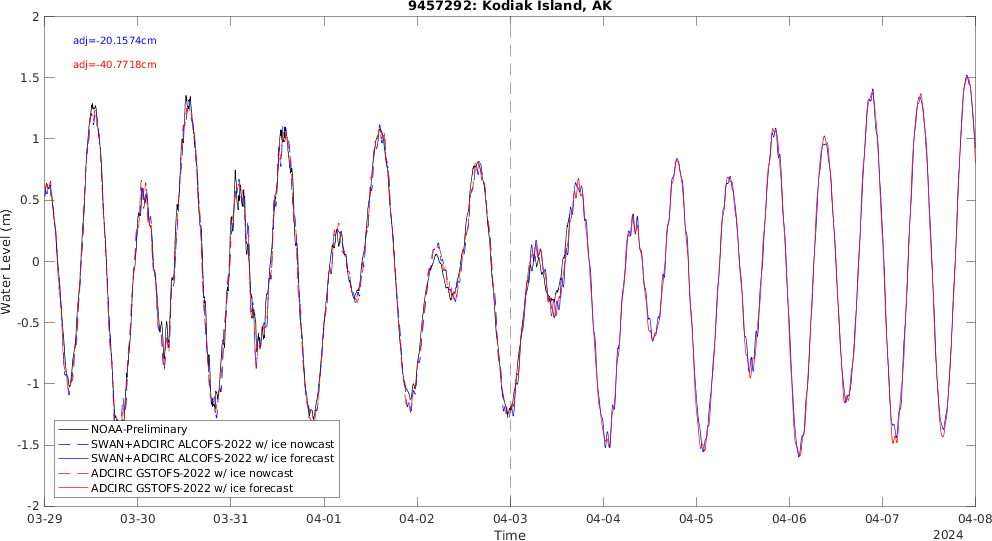 9457292: Kodiak Island, AK
adj=-20.1574cm
adj=-40.7718cm
Water Level (m)
2
1.5
1
0.5
0
-0.5
-1
-1.5
-2
NOAA-Preliminary
SWAN+ADCIRC ALCOFS-2022 w/ ice nowcast
SWAN+ADCIRC ALCOFS-2022 w/ ice forecast
ADCIRC GSTOFS-2022 w/ ice nowcast
ADCIRC GSTOFS-2022 w/ ice forecast
03-29 03-30 03-31 04-01 04-02 04-03 04-04 04-05 04-06 04-07 04-08
Time
2024